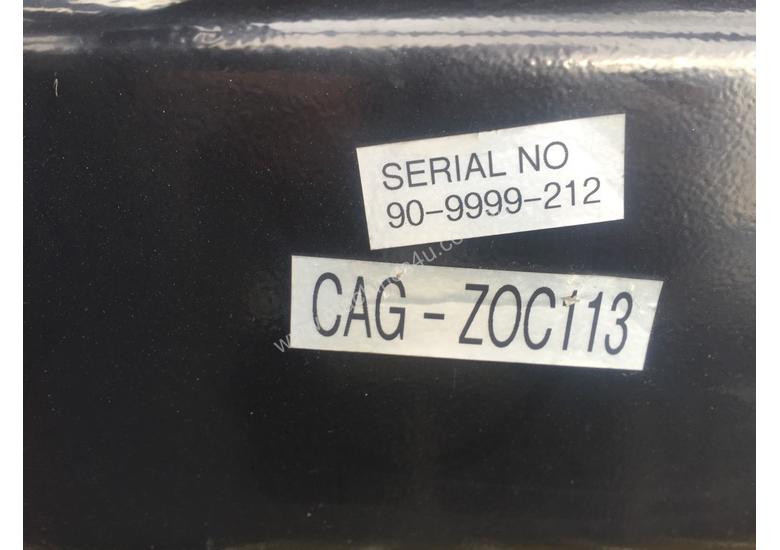 SERIAL NO
90-9999-212
CAG - ZOC113